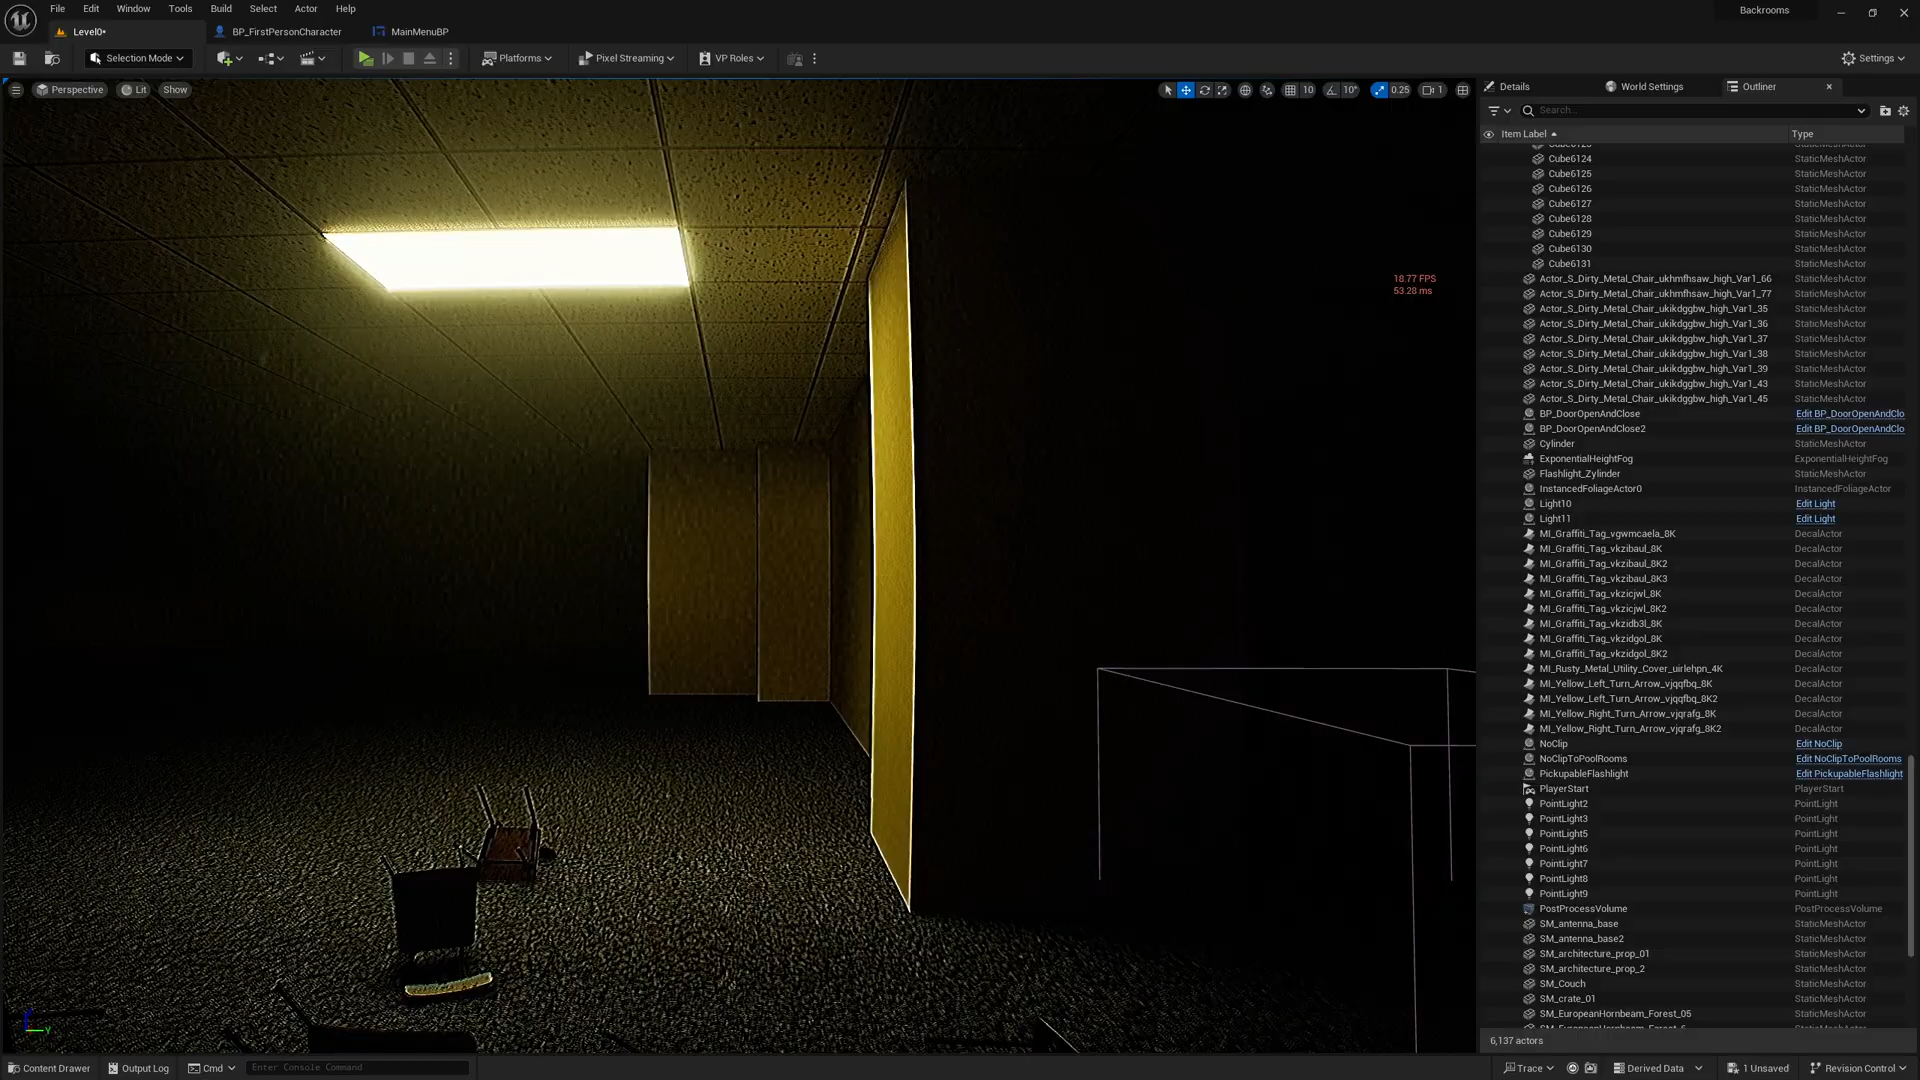 File Edit Window Tools Build Select Actor Help
Backrooms
Level0•
BP_FirstPersonCharacter
MainMenuBP
Selection Mode
Platforms
Pixel Streaming
VP Roles
Settings
Perspective
Lit
Show
10
10°
0.25
1
18.77 FPS
53.28 ms
Details
World Settings
Outliner
Search...
Item Label
Type
Cube6124 StaticMeshActor
Cube6125 StaticMeshActor
Cube6126 StaticMeshActor
Cube6127 StaticMeshActor
Cube6128 StaticMeshActor
Cube6129 StaticMeshActor
Cube6130 StaticMeshActor
Cube6131 StaticMeshActor
Actor_S_Dirty_Metal_Chair_ukhmfhsaw_high_Var1_66 StaticMeshActor
Actor_S_Dirty_Metal_Chair_ukhmfhsaw_high_Var1_77 StaticMeshActor
Actor_S_Dirty_Metal_Chair_ukikdggbw_high_Var1_35 StaticMeshActor
Actor_S_Dirty_Metal_Chair_ukikdggbw_high_Var1_36 StaticMeshActor
Actor_S_Dirty_Metal_Chair_ukikdggbw_high_Var1_37 StaticMeshActor
Actor_S_Dirty_Metal_Chair_ukikdggbw_high_Var1_38 StaticMeshActor
Actor_S_Dirty_Metal_Chair_ukikdggbw_high_Var1_39 StaticMeshActor
Actor_S_Dirty_Metal_Chair_ukikdggbw_high_Var1_43 StaticMeshActor
Actor_S_Dirty_Metal_Chair_ukikdggbw_high_Var1_45 StaticMeshActor
BP_DoorOpenAndClose Edit BP_DoorOpenAndClo
BP_DoorOpenAndClose2 Edit BP_DoorOpenAndClo
Cylinder StaticMeshActor
ExponentialHeightFog ExponentialHeightFog
Flashlight_Zylinder StaticMeshActor
InstancedFoliageActor0 InstancedFoliageActor
Light10 Edit Light
Light11 Edit Light
MI_Graffiti_Tag_vgwmcaela_8K DecalActor
MI_Graffiti_Tag_vkzibaul_8K DecalActor
MI_Graffiti_Tag_vkzibaul_8K2 DecalActor
MI_Graffiti_Tag_vkzibaul_8K3 DecalActor
MI_Graffiti_Tag_vkzicjwl_8K DecalActor
MI_Graffiti_Tag_vkzicjwl_8K2 DecalActor
MI_Graffiti_Tag_vkzidb3l_8K DecalActor
MI_Graffiti_Tag_vkzidgol_8K DecalActor
MI_Graffiti_Tag_vkzidgol_8K2 DecalActor
MI_Rusty_Metal_Utility_Cover_uirlehpn_4K DecalActor
MI_Yellow_Left_Turn_Arrow_vjqqfbq_8K DecalActor
MI_Yellow_Left_Turn_Arrow_vjqqfbq_8K2 DecalActor
MI_Yellow_Right_Turn_Arrow_vjqrafg_8K DecalActor
MI_Yellow_Right_Turn_Arrow_vjqrafg_8K2 DecalActor
NoClip Edit NoClip
NoClipToPoolRooms Edit NoClipToPoolRooms
PickupableFlashlight Edit PickupableFlashlight
PlayerStart PlayerStart
PointLight2 PointLight
PointLight3 PointLight
PointLight5 PointLight
PointLight6 PointLight
PointLight7 PointLight
PointLight8 PointLight
PointLight9 PointLight
PostProcessVolume PostProcessVolume
SM_antenna_base StaticMeshActor
SM_antenna_base2 StaticMeshActor
SM_architecture_prop_01 StaticMeshActor
SM_architecture_prop_2 StaticMeshActor
SM_Couch StaticMeshActor
SM_crate_01 StaticMeshActor
SM_EuropeanHornbeam_Forest_05 StaticMeshActor
6,137 actors
Y
Content Drawer
Output Log
Cmd
Enter Console Command
Trace
Derived Data
1 Unsaved
Revision Control